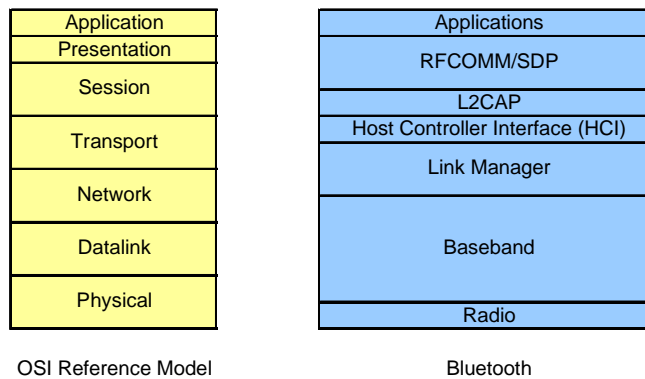 Application
Presentation
Session
Transport
Network
Datalink
Physical
OSI Reference Model
Applications
RFCOMM/SDP
L2CAP
Host Controller Interface (HCI)
Link Manager
Baseband
Radio
Bluetooth